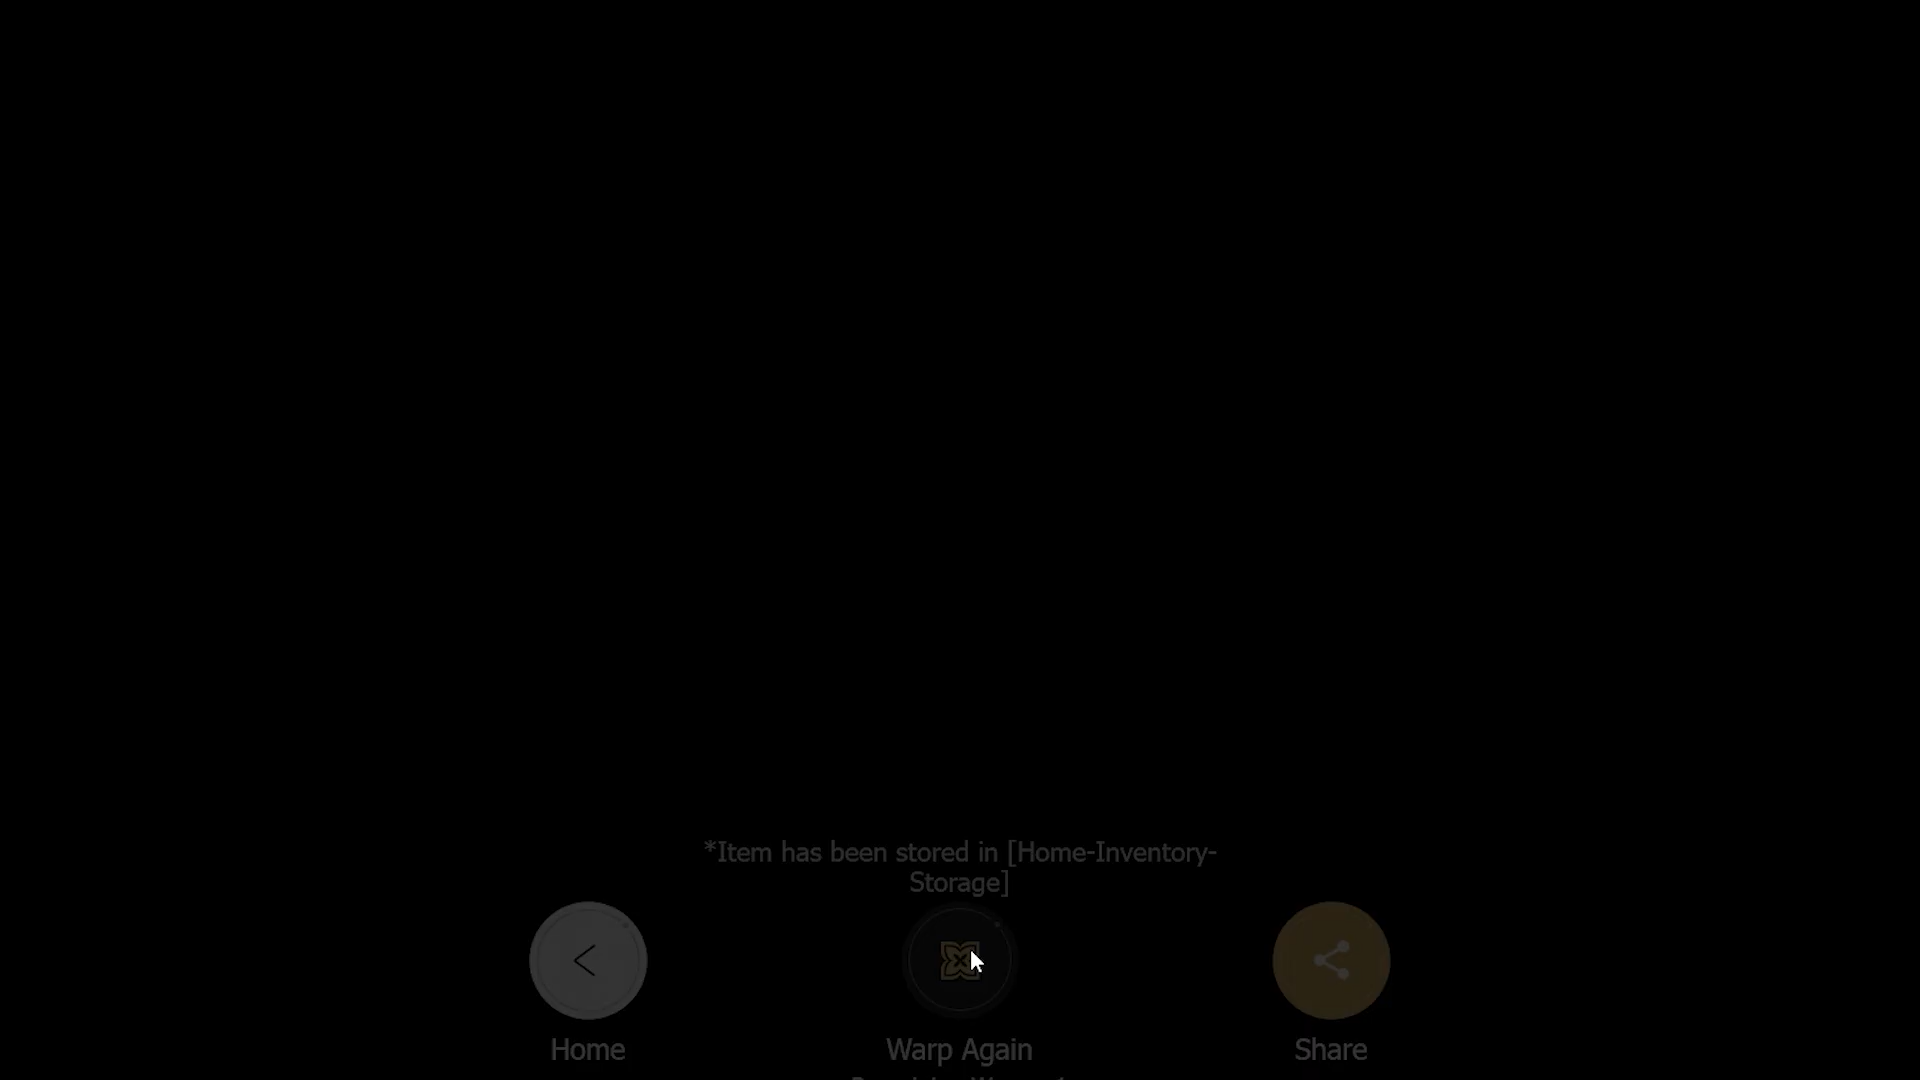 *Item has been stored in [Home-Inventory-
Storage]
Home
Warp Again
Share